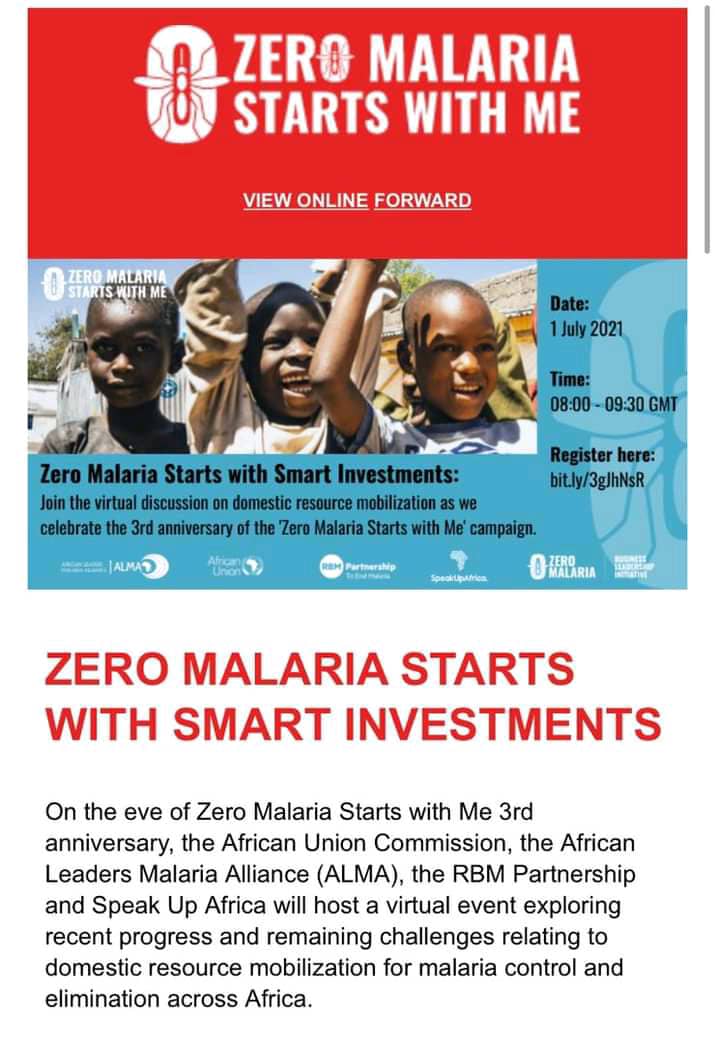 ZERO MALARIA
STARTS WITH ME
VIEW ONLINE FORWARD
ZERO MALARIA
STARTS WITH ME
Date:
1 July 2021
Time:
08:00 - 09:30 GMT
Register here:
bit.ly/3gJhNsR
Zero Malaria Starts with Smart Investments:
Join the virtual discussion on domestic resource mobilization as we
celebrate the 3rd anniversary of the 'Zero Malaria Starts with Me' campaign.
AFRICAN LEADERS
MALARIA ALLIANCE
ALMA
African
Union
RBM Partnership
To End Malaria
SpeakUpAfrica.
ZERO
MALARIA
BUSINESS
LEADERSHIP
INITIATIVE
ZERO MALARIA STARTS
WITH SMART INVESTMENTS
On the eve of Zero Malaria Starts with Me 3rd
anniversary, the African Union Commission, the African
Leaders Malaria Alliance (ALMA), the RBM Partnership
and Speak Up Africa will host a virtual event exploring
recent progress and remaining challenges relating to
domestic resource mobilization for malaria control and
elimination across Africa.